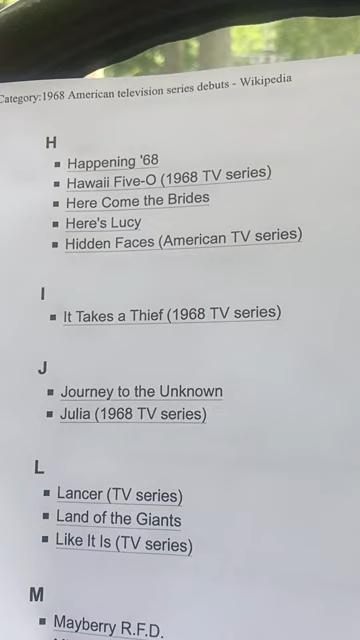 Category:1968 American television series debuts - Wikipedia
H
Happening '68
Hawaii Five-O (1968 TV series)
Here Come the Brides
Here's Lucy
Hidden Faces (American TV series)
I
It Takes a Thief (1968 TV series)
J
Journey to the Unknown
Julia (1968 TV series)
L
Lancer (TV series)
Land of the Giants
Like It Is (TV series)
M
Mayberry R.F.D.